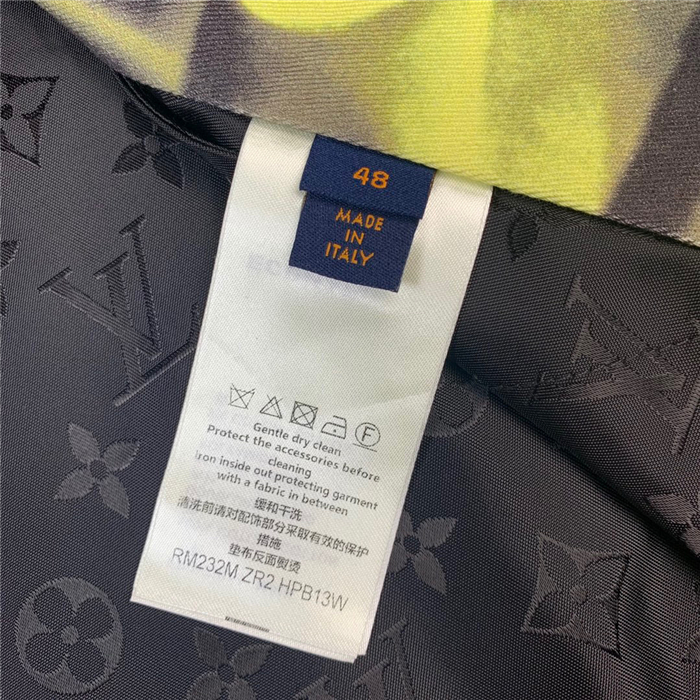 48
MADE
IN
ITALY
F
Gentle dry clean
Protect the accessories before
cleaning
Iron inside out protecting garment
with a fabric in between
缓和干洗
清洗前请对配饰部分采取有效的保护
措施
垫布反面熨烫
RM232M ZR2 HPB13W